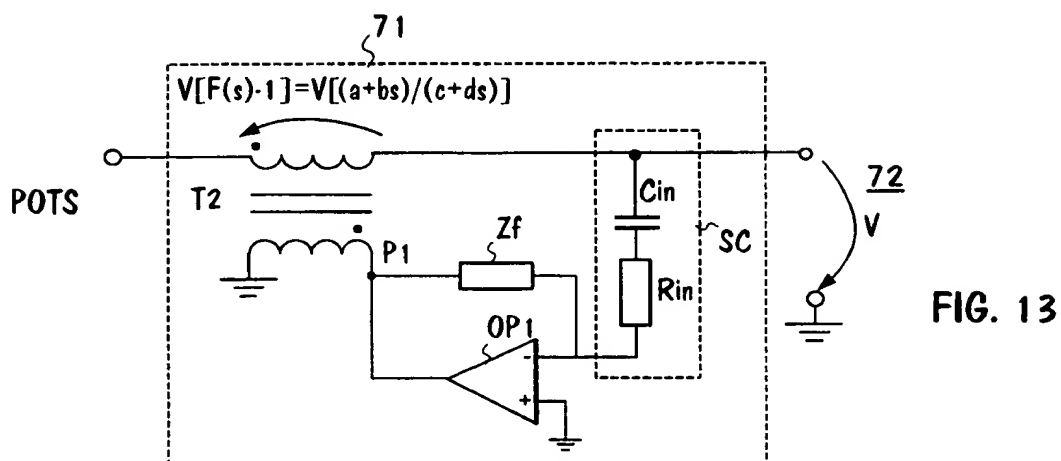 71
V[F(s)-1]=V[(a+bs)/(c+ds)]
POTS
T2
P1
Zf
OP1
-
+
Cin
Rin
SC
72
V
FIG. 13